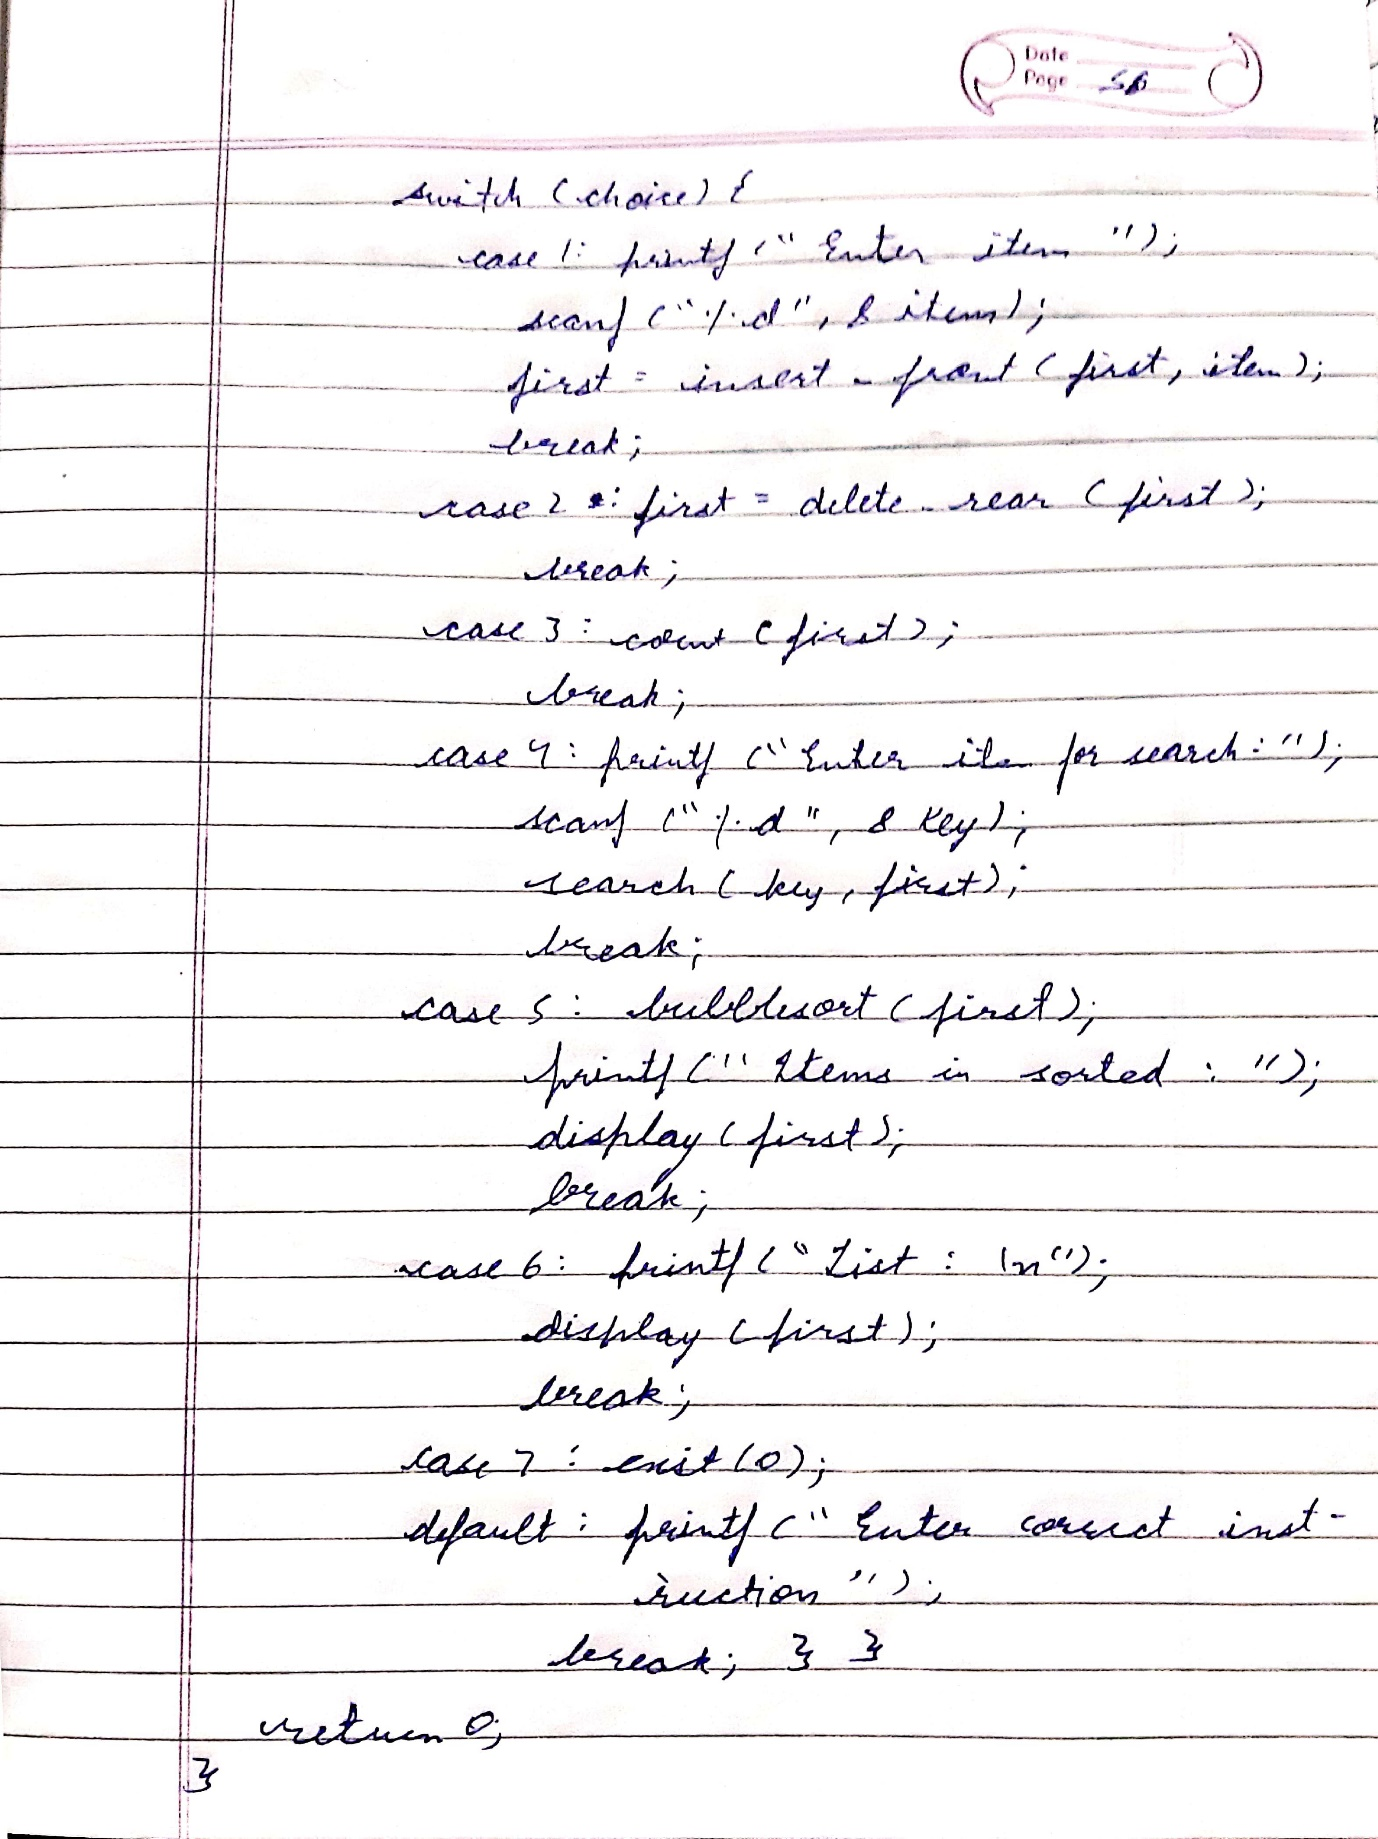 Date
Page 56
switch (choice) {
case 1: printf (" Enter item ");
scanf ("%d", &item);
first = insert_front (first, item);
break;
case 2 : first = delete_rear (first);
break;
case 3 : count (first);
break;
case 4 : printf ("Enter item for search: ");
scanf ("%d", &key);
search (key, first);
break;
case 5 : bubblesort (first);
printf (" Items in sorted : ");
display (first);
break;
case 6 : printf ("List : \n");
display (first);
break;
case 7 : exit (0);
default : printf (" Enter correct inst-
ruction ");
break; } }
return 0;
}